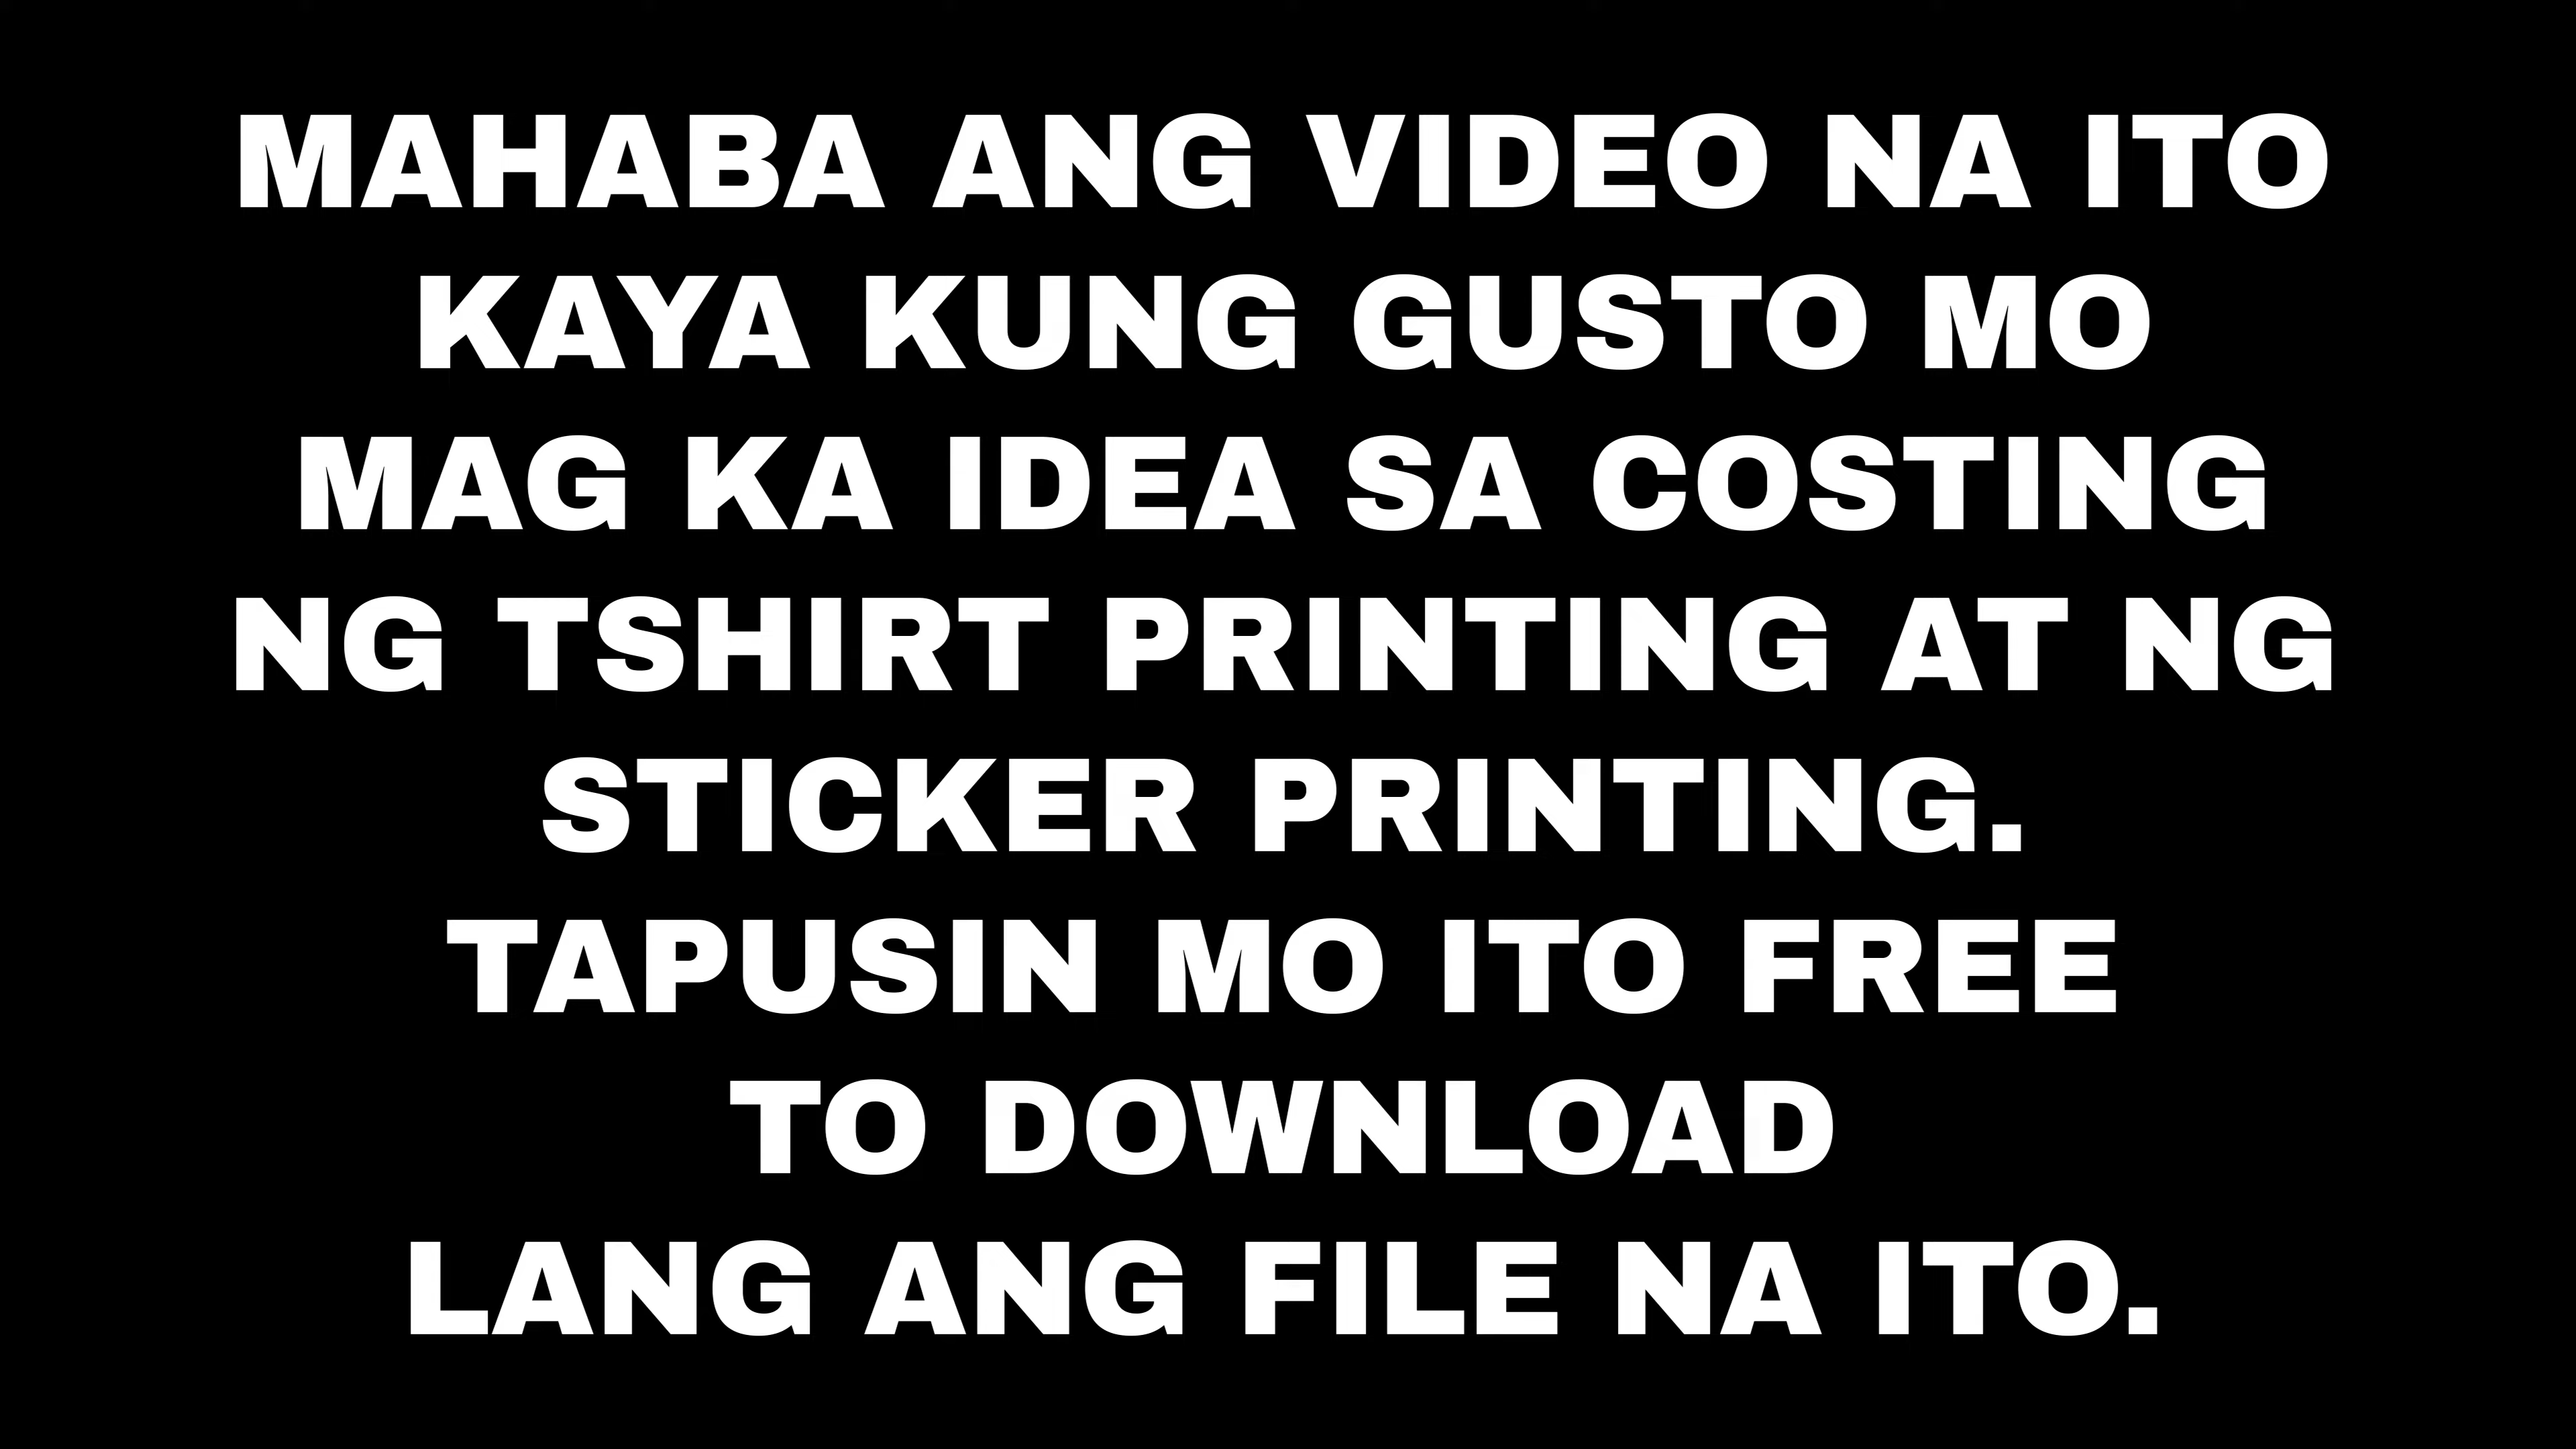 MAHABA ANG VIDEO NA ITO
KAYA KUNG GUSTO MO
MAG KA IDEA SA COSTING
NG TSHIRT PRINTING AT NG
STICKER PRINTING.
TAPUSIN MO ITO FREE
TO DOWNLOAD
LANG ANG FILE NA ITO.